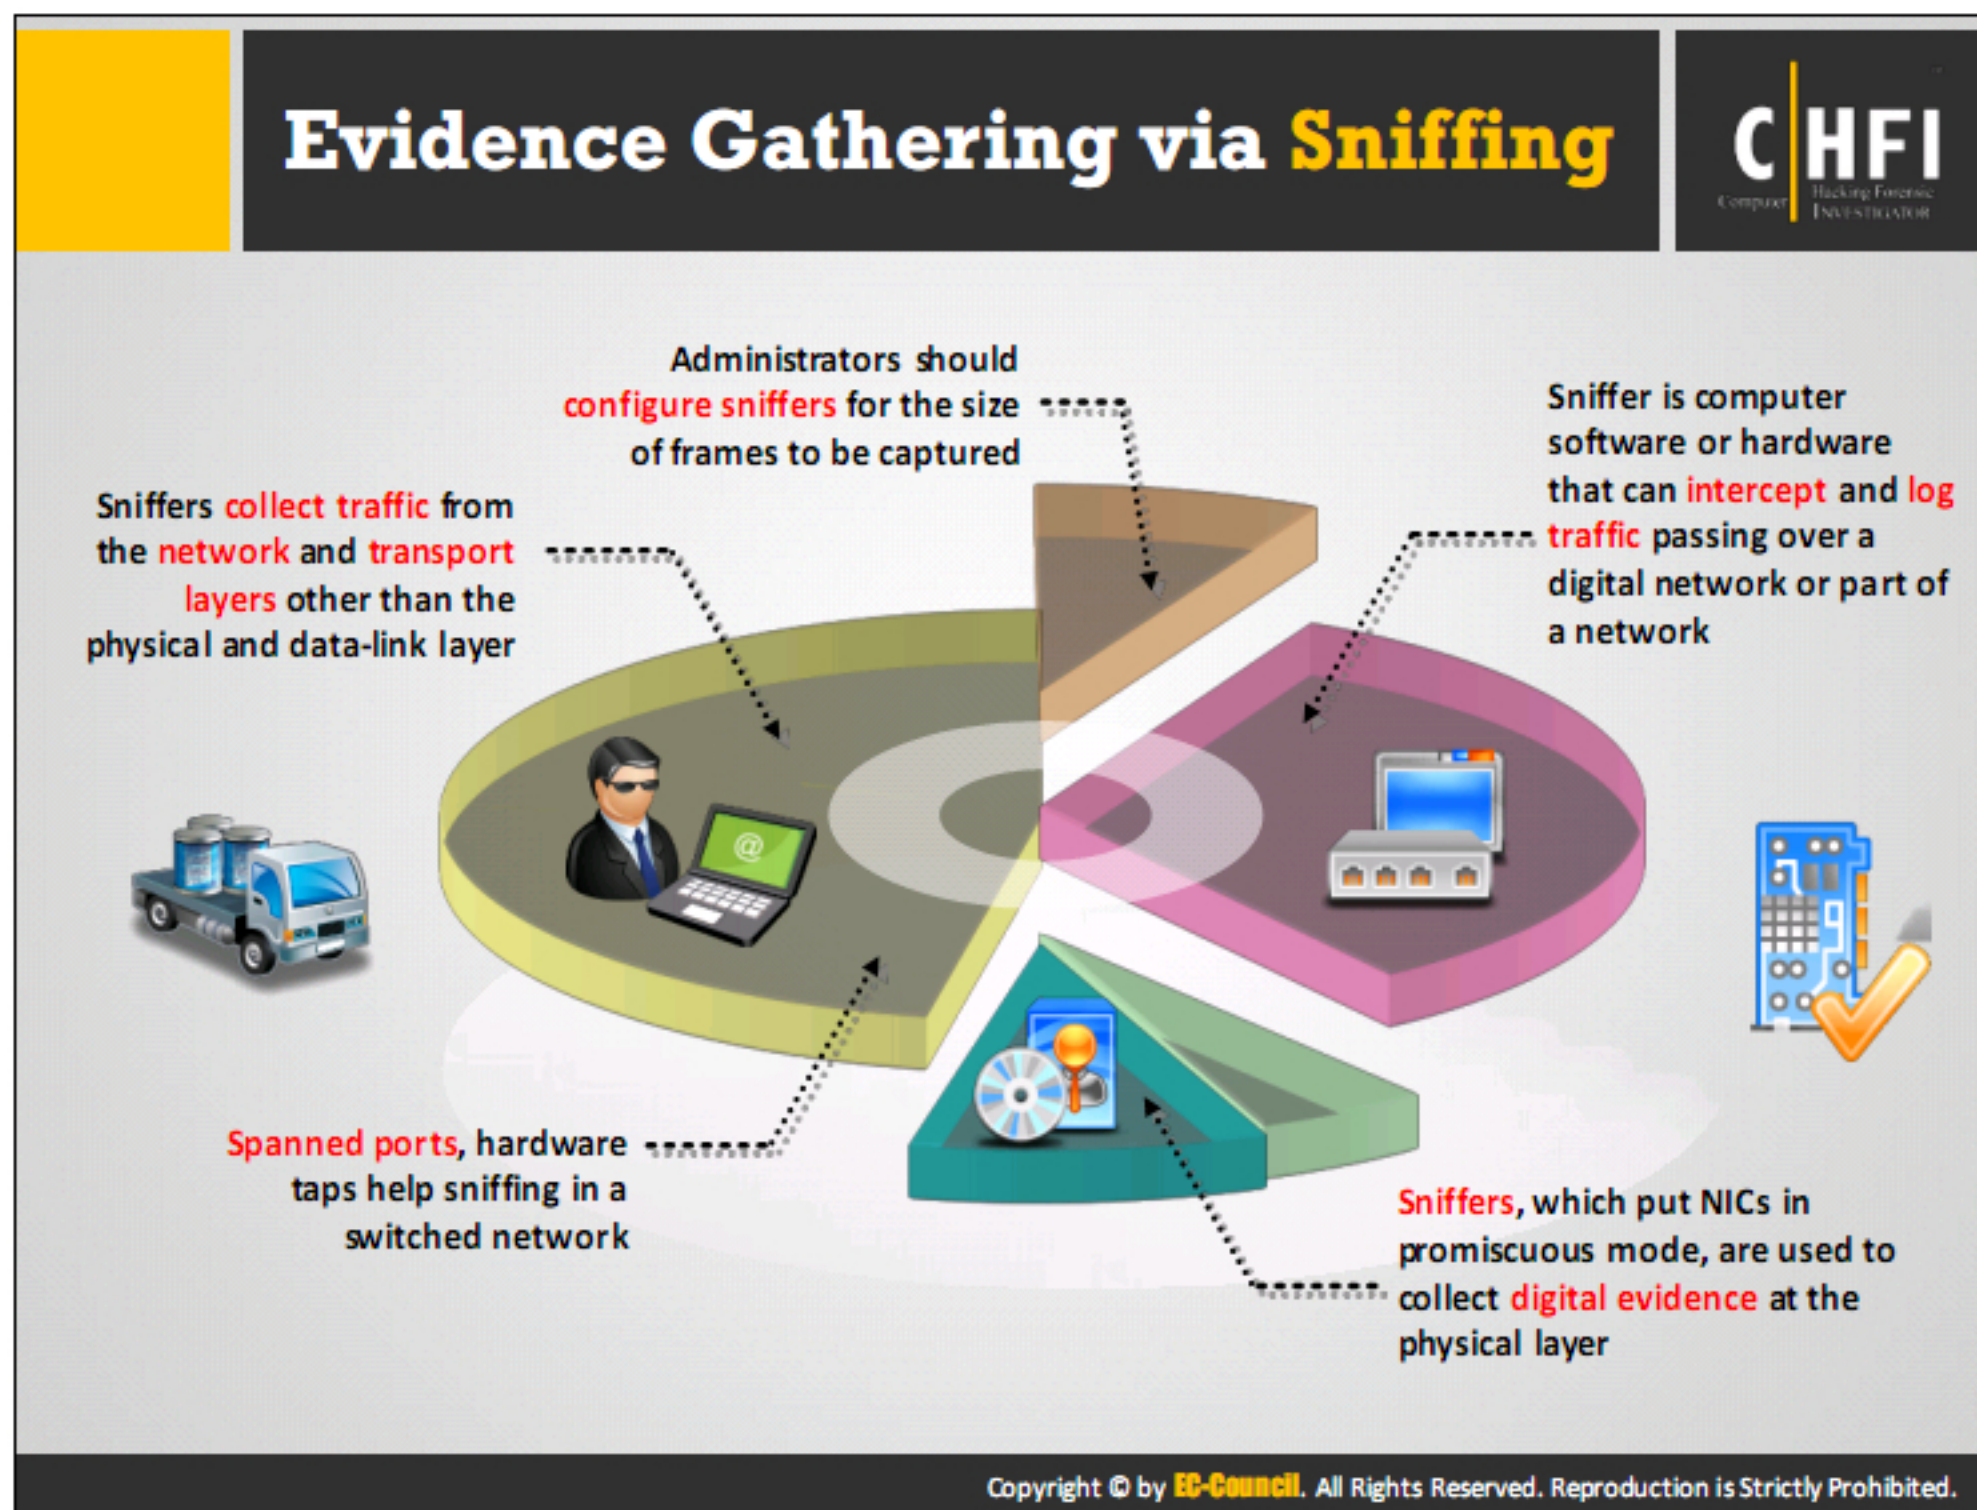 Evidence Gathering via Sniffing
C HFI
Computer
Hacking Forensic
INVESTIGATOR
Administrators should
configure sniffers for the size
of frames to be captured
Sniffer is computer
software or hardware
that can intercept and log
traffic passing over a
digital network or part of
a network
Sniffers collect traffic from
the network and transport
layers other than the
physical and data-link layer
@
Spanned ports, hardware
taps help sniffing in a
switched network
Sniffers, which put NICs in
promiscuous mode, are used to
collect digital evidence at the
physical layer
Copyright © by EC-Council. All Rights Reserved. Reproduction is Strictly Prohibited.